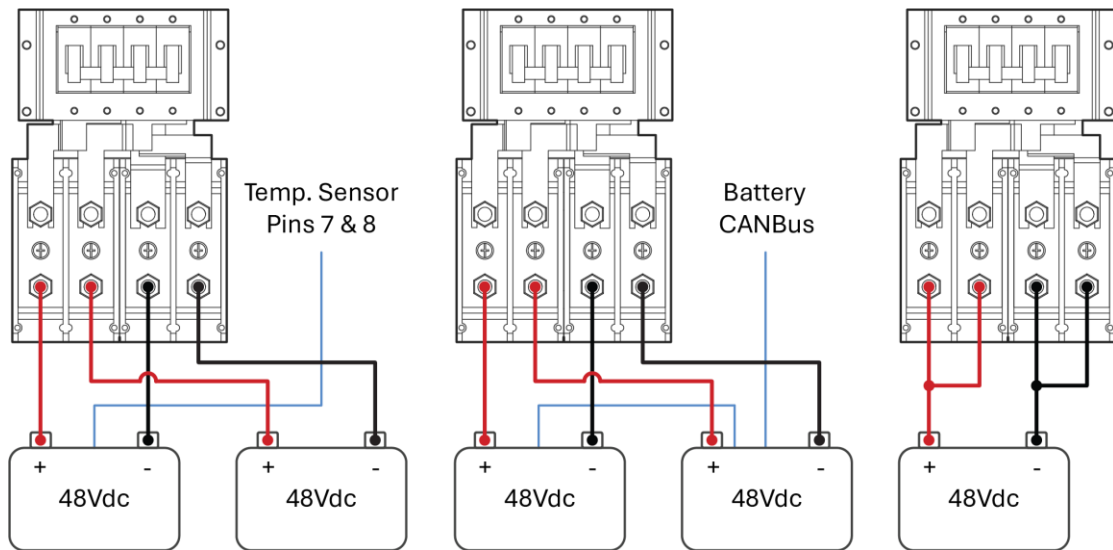 Temp. Sensor
Pins 7 & 8
Battery
CANBus
+ -
48Vdc
+ -
48Vdc
+ -
48Vdc
+ -
48Vdc
+ -
48Vdc